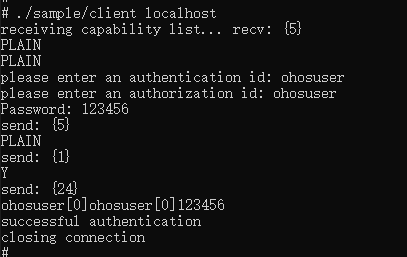 #
# ./sample/client localhost
receiving capability list... recv: {5}
PLAIN
PLAIN
please enter an authentication id: ohosuser
please enter an authorization id: ohosuser
Password: 123456
send: {5}
PLAIN
send: {1}
Y
send: {24}
ohosuser[0]ohosuser[0]123456
successful authentication
closing connection
#